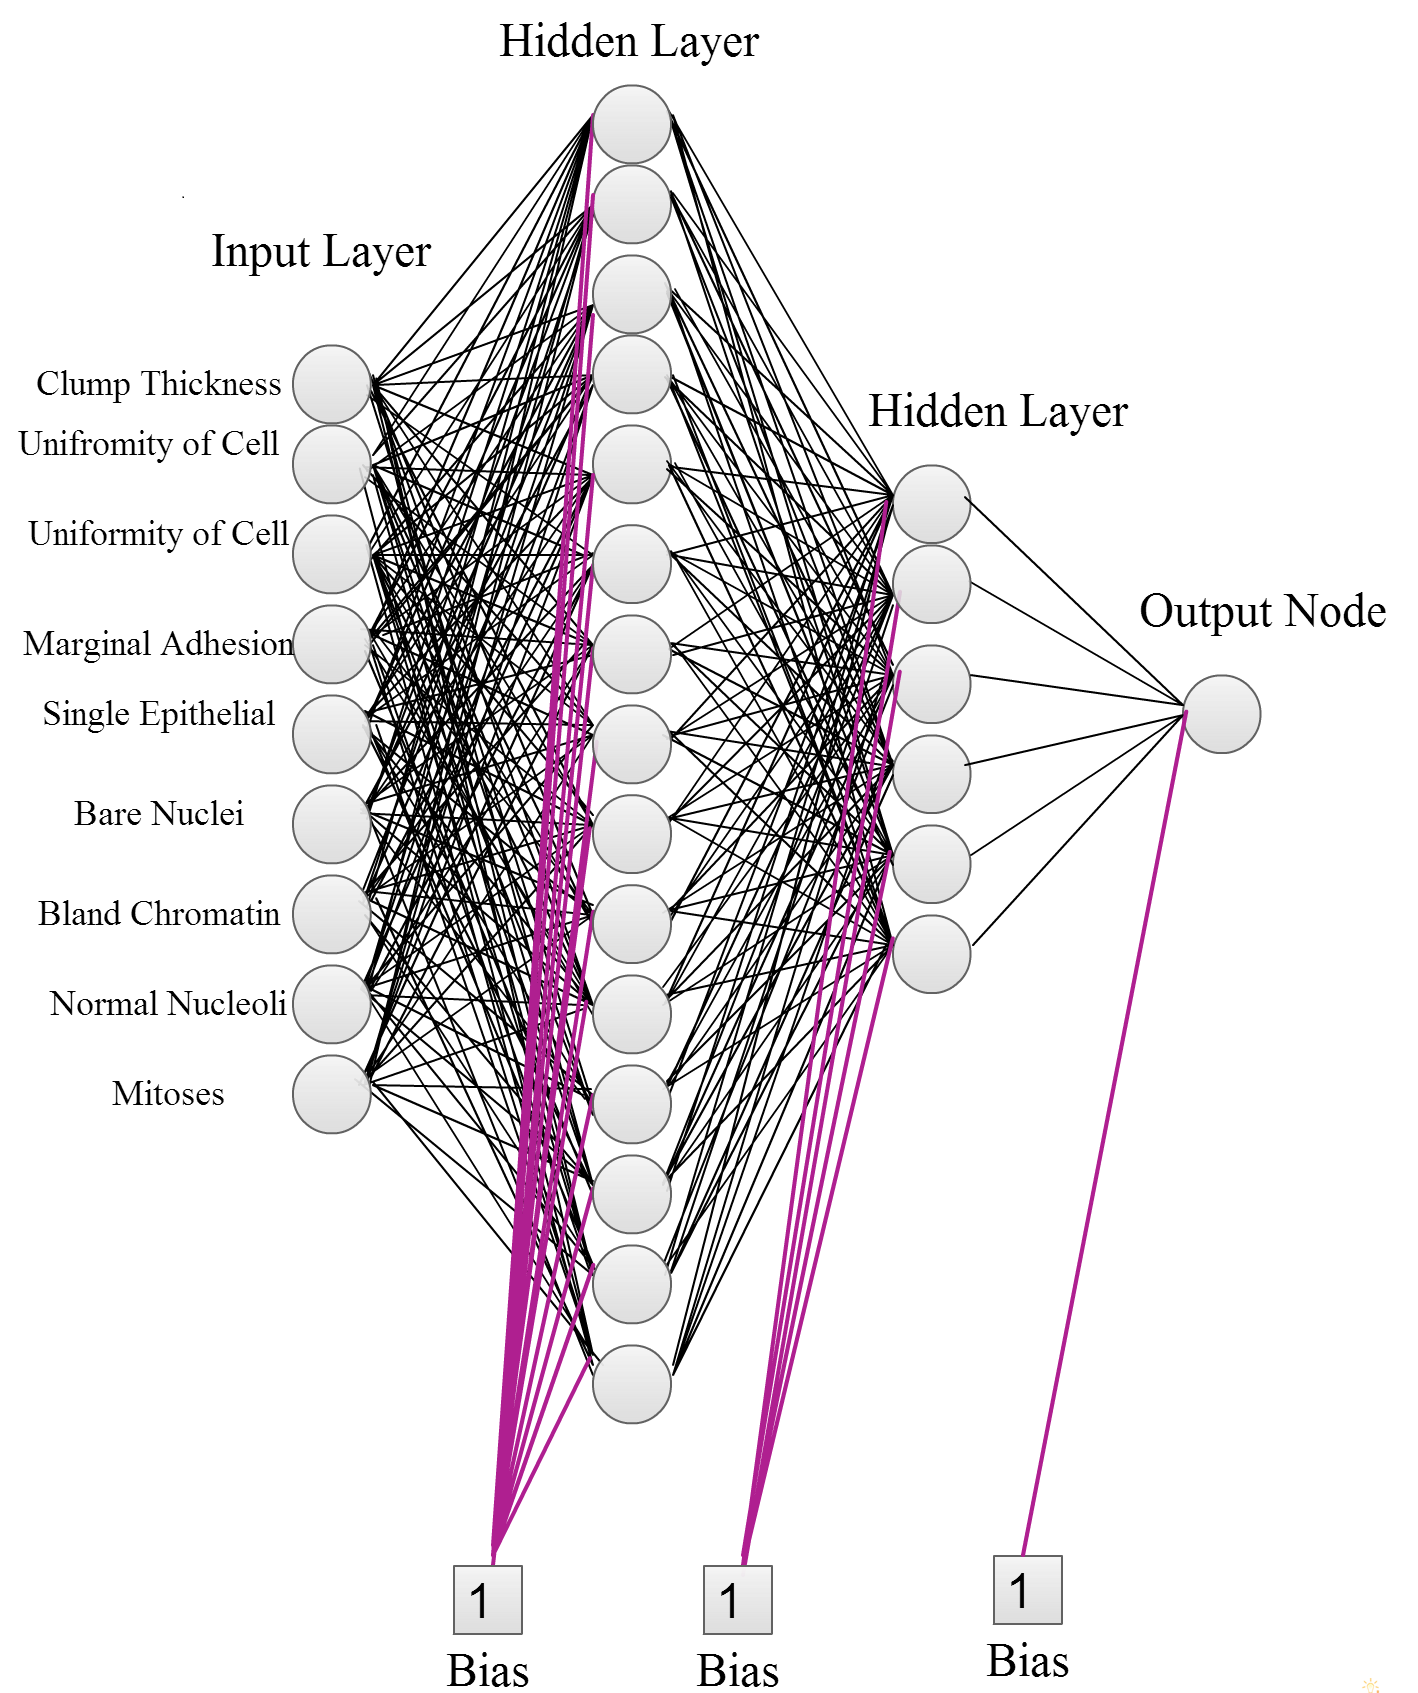 Hidden Layer
Input Layer
Clump Thickness
Unifromity of Cell
Uniformity of Cell
Marginal Adhesion
Single Epithelial
Bare Nuclei
Bland Chromatin
Normal Nucleoli
Mitoses
Hidden Layer
Output Node
1
Bias
1
Bias
1
Bias